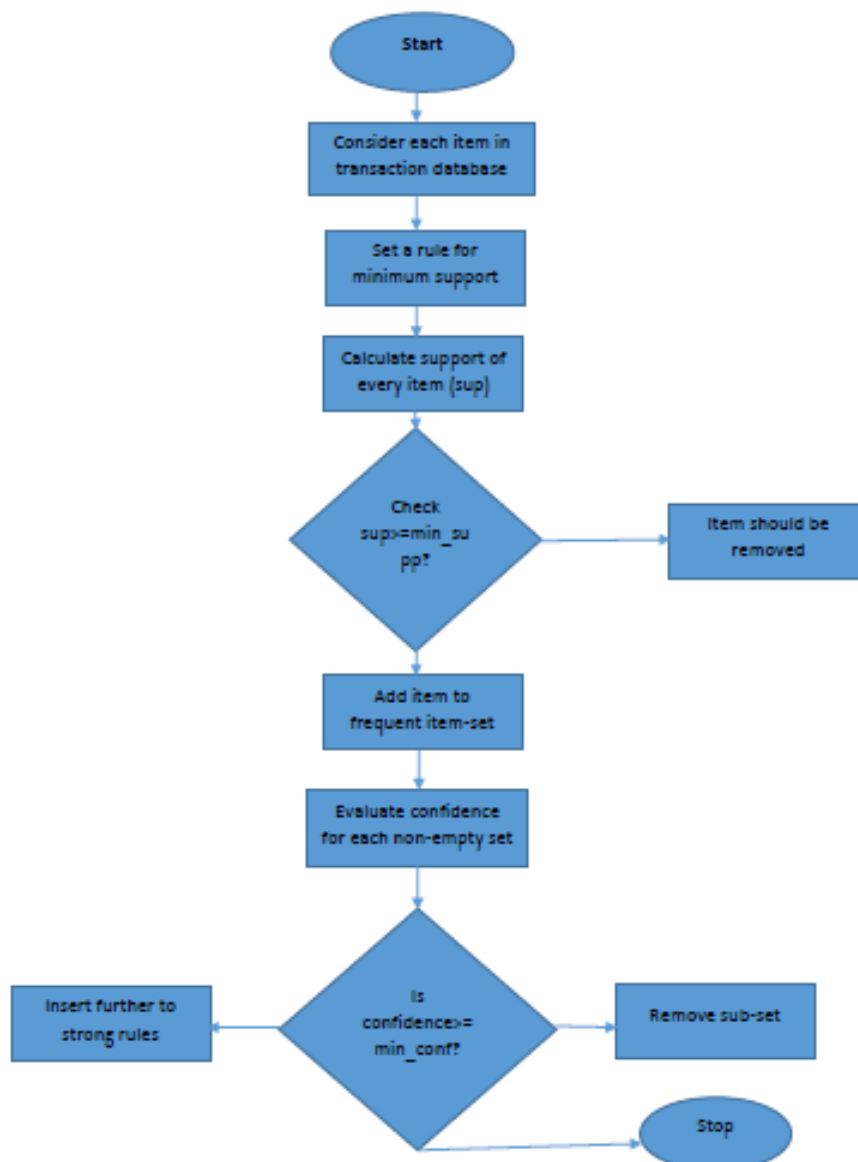 Start
Consider each item in
transaction database
Set a rule for
minimum support
Calculate support of
every item (sup)
Check
sup>=min_su
pp?
Item should be
removed
Add item to
frequent item-set
Evaluate confidence
for each non-empty set
Is
confidence>=
min_conf?
Insert further to
strong rules
Remove sub-set
Stop